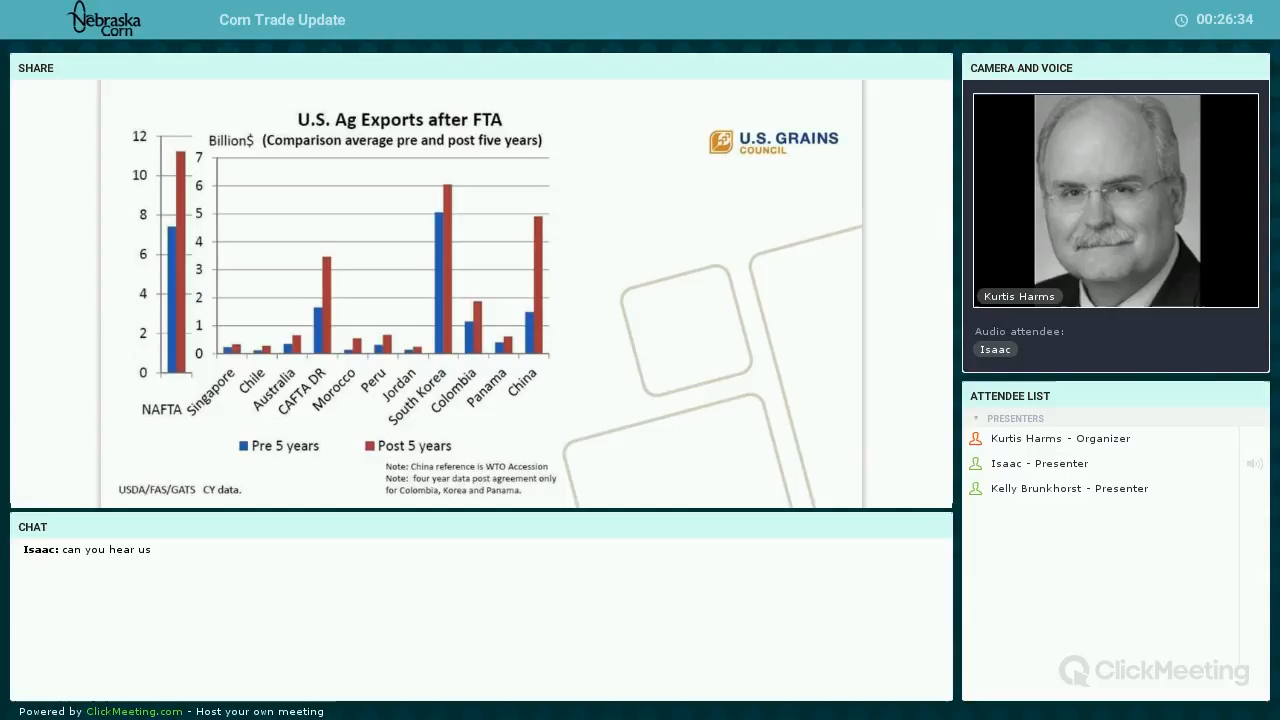 Nebraska
Corn
Corn Trade Update
00:26:34
SHARE
U.S. Ag Exports after FTA
Billion$ (Comparison average pre and post five years)
U.S. GRAINS
COUNCIL
12
10
8
6
4
2
0
7
6
5
4
3
2
1
0
NAFTA
Singapore
Chile
Australia
CAFTA DR
Morocco
Peru
Jordan
South Korea
Colombia
Panama
China
Pre 5 years
Post 5 years
Note: China reference is WTO Accession
Note: four year data post agreement only
for Colombia, Korea and Panama.
USDA/FAS/GATS CY data.
CAMERA AND VOICE
Kurtis Harms
Audio attendee:
Isaac
ATTENDEE LIST
PRESENTERS
Kurtis Harms - Organizer
Isaac - Presenter
Kelly Brunkhorst - Presenter
CHAT
Isaac: can you hear us
ClickMeeting
Powered by ClickMeeting.com - Host your own meeting